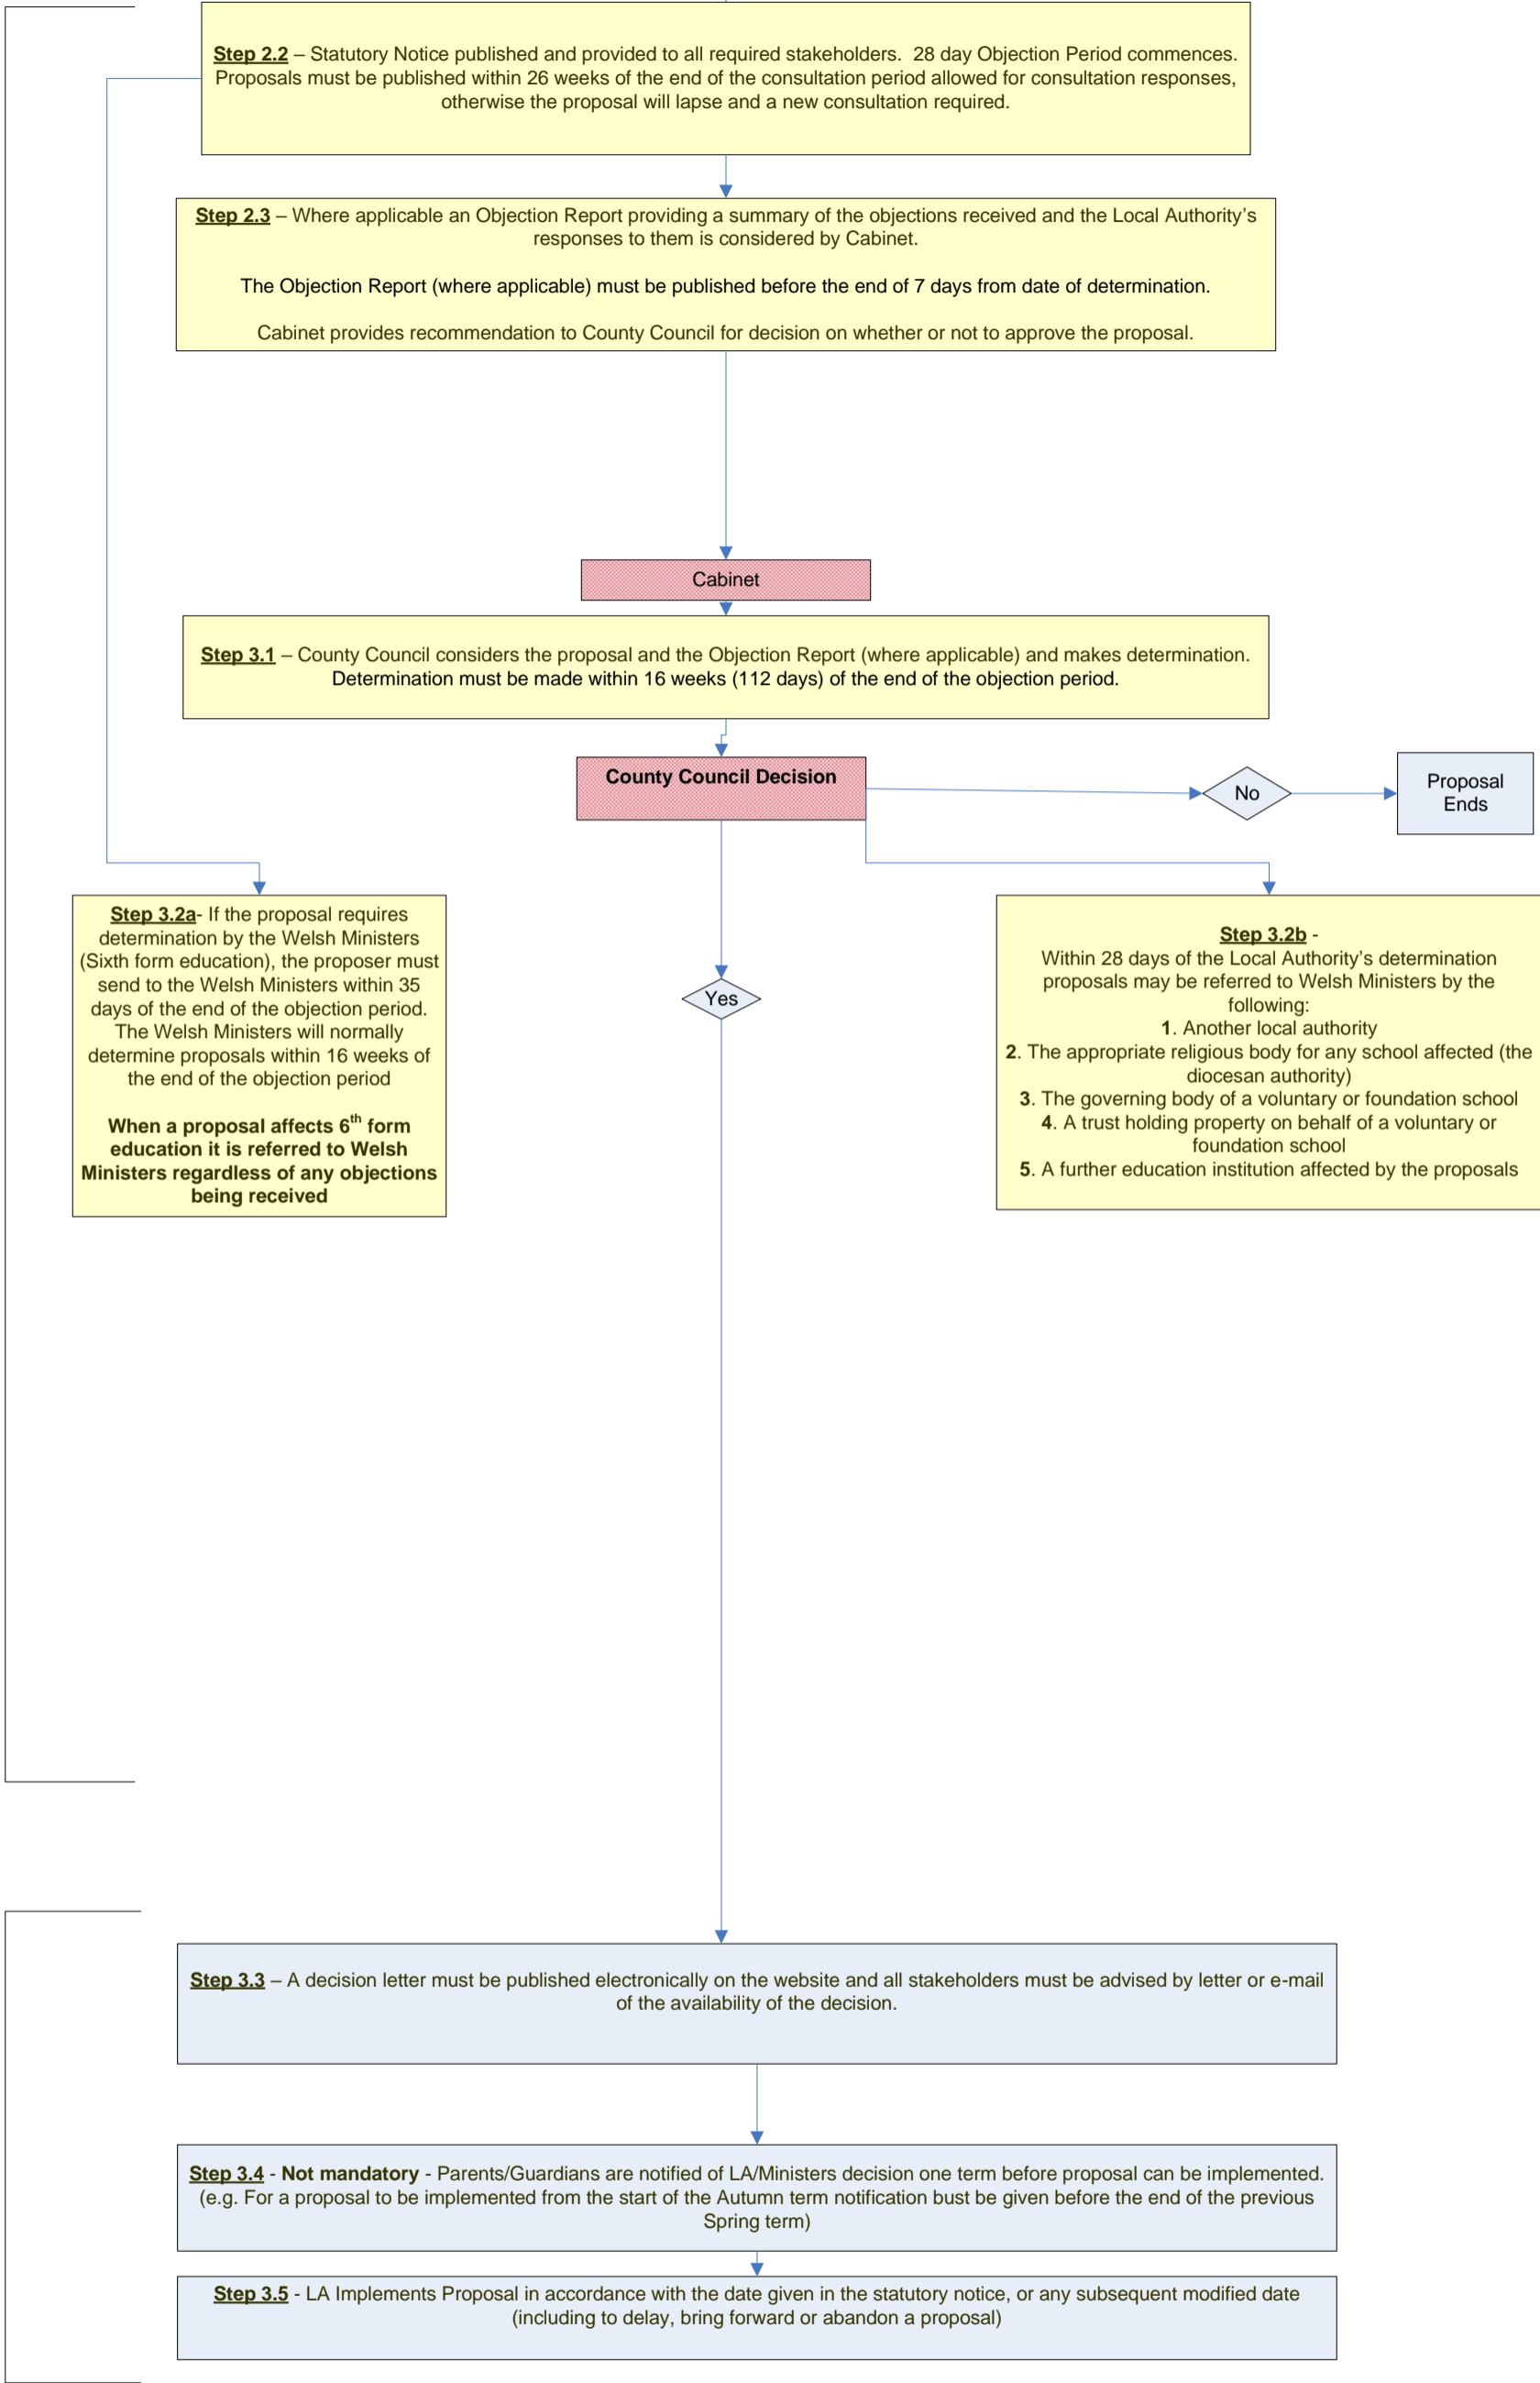 Step 2.2 – Statutory Notice published and provided to all required stakeholders.  28 day Objection Period commences.
Proposals must be published within 26 weeks of the end of the consultation period allowed for consultation responses,
otherwise the proposal will lapse and a new consultation required.
Step 2.3 – Where applicable an Objection Report providing a summary of the objections received and the Local Authority's
responses to them is considered by Cabinet.
The Objection Report (where applicable) must be published before the end of 7 days from date of determination.
Cabinet provides recommendation to County Council for decision on whether or not to approve the proposal.
Cabinet
Step 3.1 – County Council considers the proposal and the Objection Report (where applicable) and makes determination.
Determination must be made within 16 weeks (112 days) of the end of the objection period.
County Council Decision
No
Proposal
Ends
Step 3.2a- If the proposal requires
determination by the Welsh Ministers
(Sixth form education), the proposer must
send to the Welsh Ministers within 35
days of the end of the objection period.
The Welsh Ministers will normally
determine proposals within 16 weeks of
the end of the objection period
When a proposal affects 6th form
education it is referred to Welsh
Ministers regardless of any objections
being received
Yes
Step 3.2b -
Within 28 days of the Local Authority's determination
proposals may be referred to Welsh Ministers by the
following:
1. Another local authority
2. The appropriate religious body for any school affected (the
diocesan authority)
3. The governing body of a voluntary or foundation school
4. A trust holding property on behalf of a voluntary or
foundation school
5. A further education institution affected by the proposals
Step 3.3 – A decision letter must be published electronically on the website and all stakeholders must be advised by letter or e-mail
of the availability of the decision.
Step 3.4 - Not mandatory - Parents/Guardians are notified of LA/Ministers decision one term before proposal can be implemented.
(e.g. For a proposal to be implemented from the start of the Autumn term notification bust be given before the end of the previous
Spring term)
Step 3.5 - LA Implements Proposal in accordance with the date given in the statutory notice, or any subsequent modified date
(including to delay, bring forward or abandon a proposal)